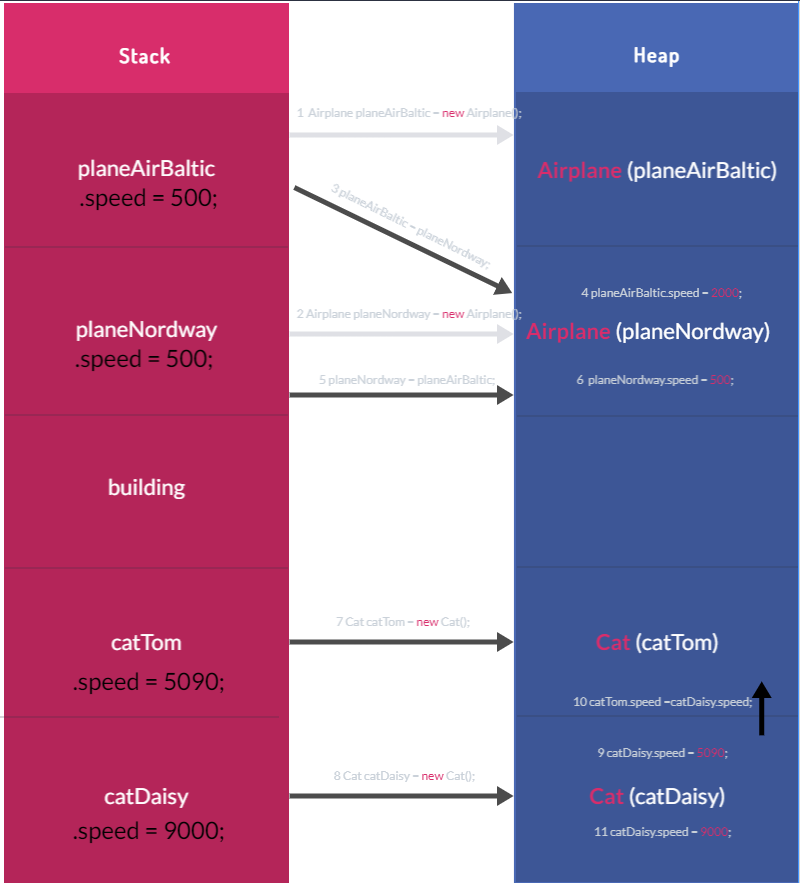 Stack
Heap
1 Airplane planeAirBaltic = new Airplane();
planeAirBaltic
.speed = 500;
Airplane (planeAirBaltic)
3 planeAirBaltic = planeNordway;
4 planeAirBaltic.speed = 2000;
2 Airplane planeNordway = new Airplane();
planeNordway
.speed = 500;
Airplane (planeNordway)
5 planeNordway = planeAirBaltic;
6 planeNordway.speed = 500;
building
7 Cat catTom = new Cat();
catTom
.speed = 5090;
Cat (catTom)
10 catTom.speed =catDaisy.speed;
9 catDaisy.speed = 5090;
8 Cat catDaisy = new Cat();
catDaisy
.speed = 9000;
Cat (catDaisy)
11 catDaisy.speed = 9000;